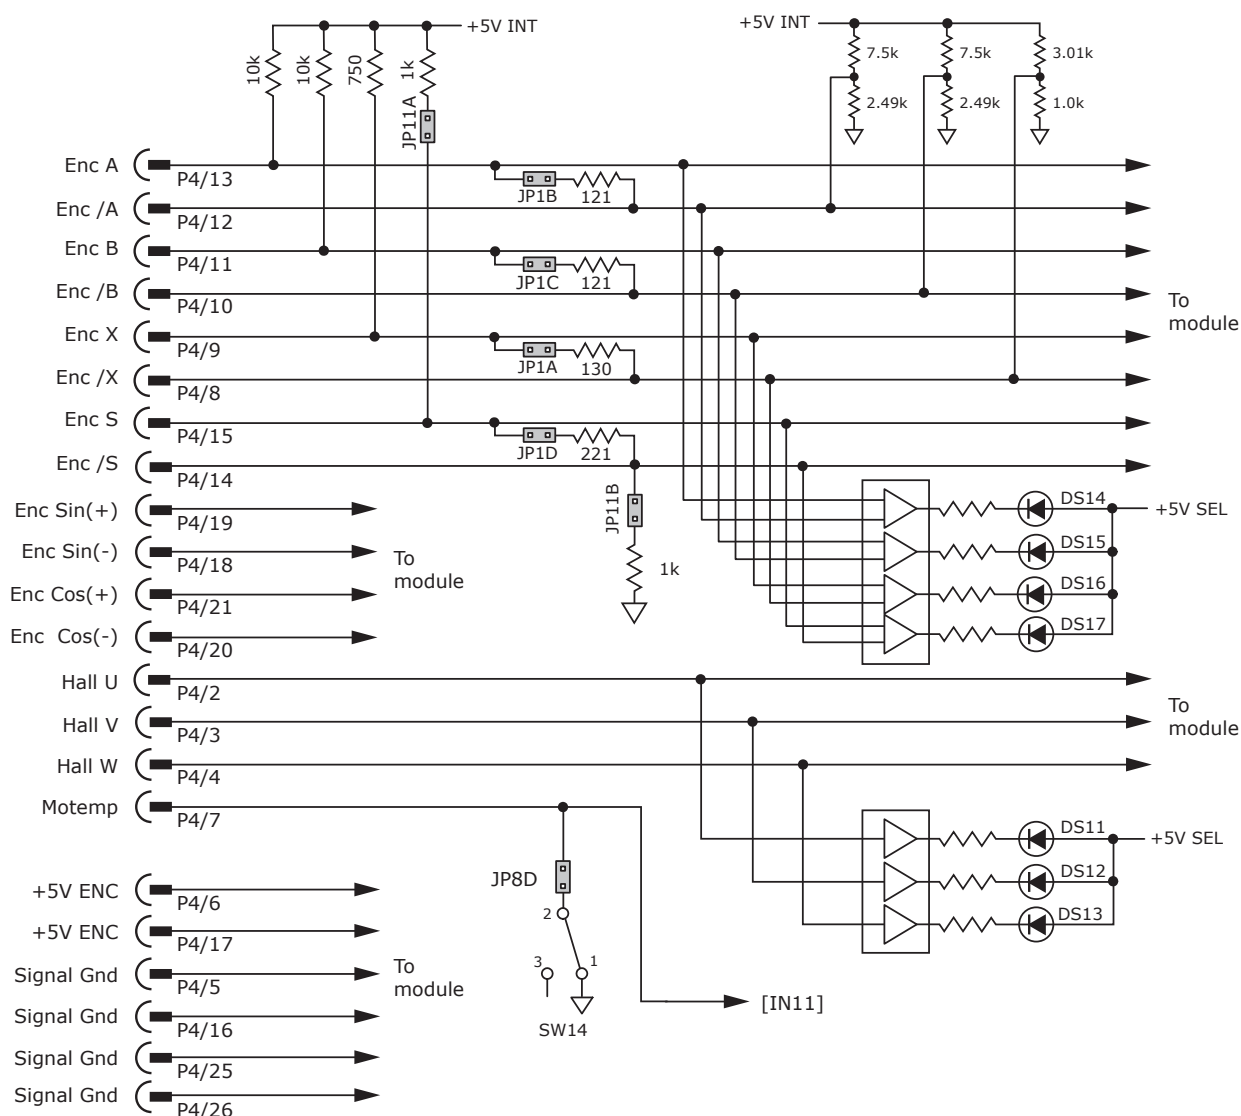 +5V INT
+5V INT
10k
10k
750
1k
7.5k
7.5k
3.01k
2.49k
2.49k
1.0k
JP11A
Enc A
P4/13
JP1B
121
Enc /A
P4/12
Enc B
P4/11
JP1C
121
Enc /B
P4/10
To
module
Enc X
P4/9
JP1A
130
Enc /X
P4/8
Enc S
P4/15
JP1D
221
Enc /S
P4/14
JP11B
1k
DS14
+5V SEL
DS15
DS16
DS17
Enc Sin(+)
P4/19
Enc Sin(-)
P4/18
To
module
Enc Cos(+)
P4/21
Enc Cos(-)
P4/20
Hall U
P4/2
Hall V
P4/3
To
module
Hall W
P4/4
Motemp
P4/7
DS11
+5V SEL
DS12
DS13
JP8D
2
3
1
SW14
[IN11]
+5V ENC
P4/6
+5V ENC
P4/17
Signal Gnd
P4/5
To
module
Signal Gnd
P4/16
Signal Gnd
P4/25
Signal Gnd
P4/26